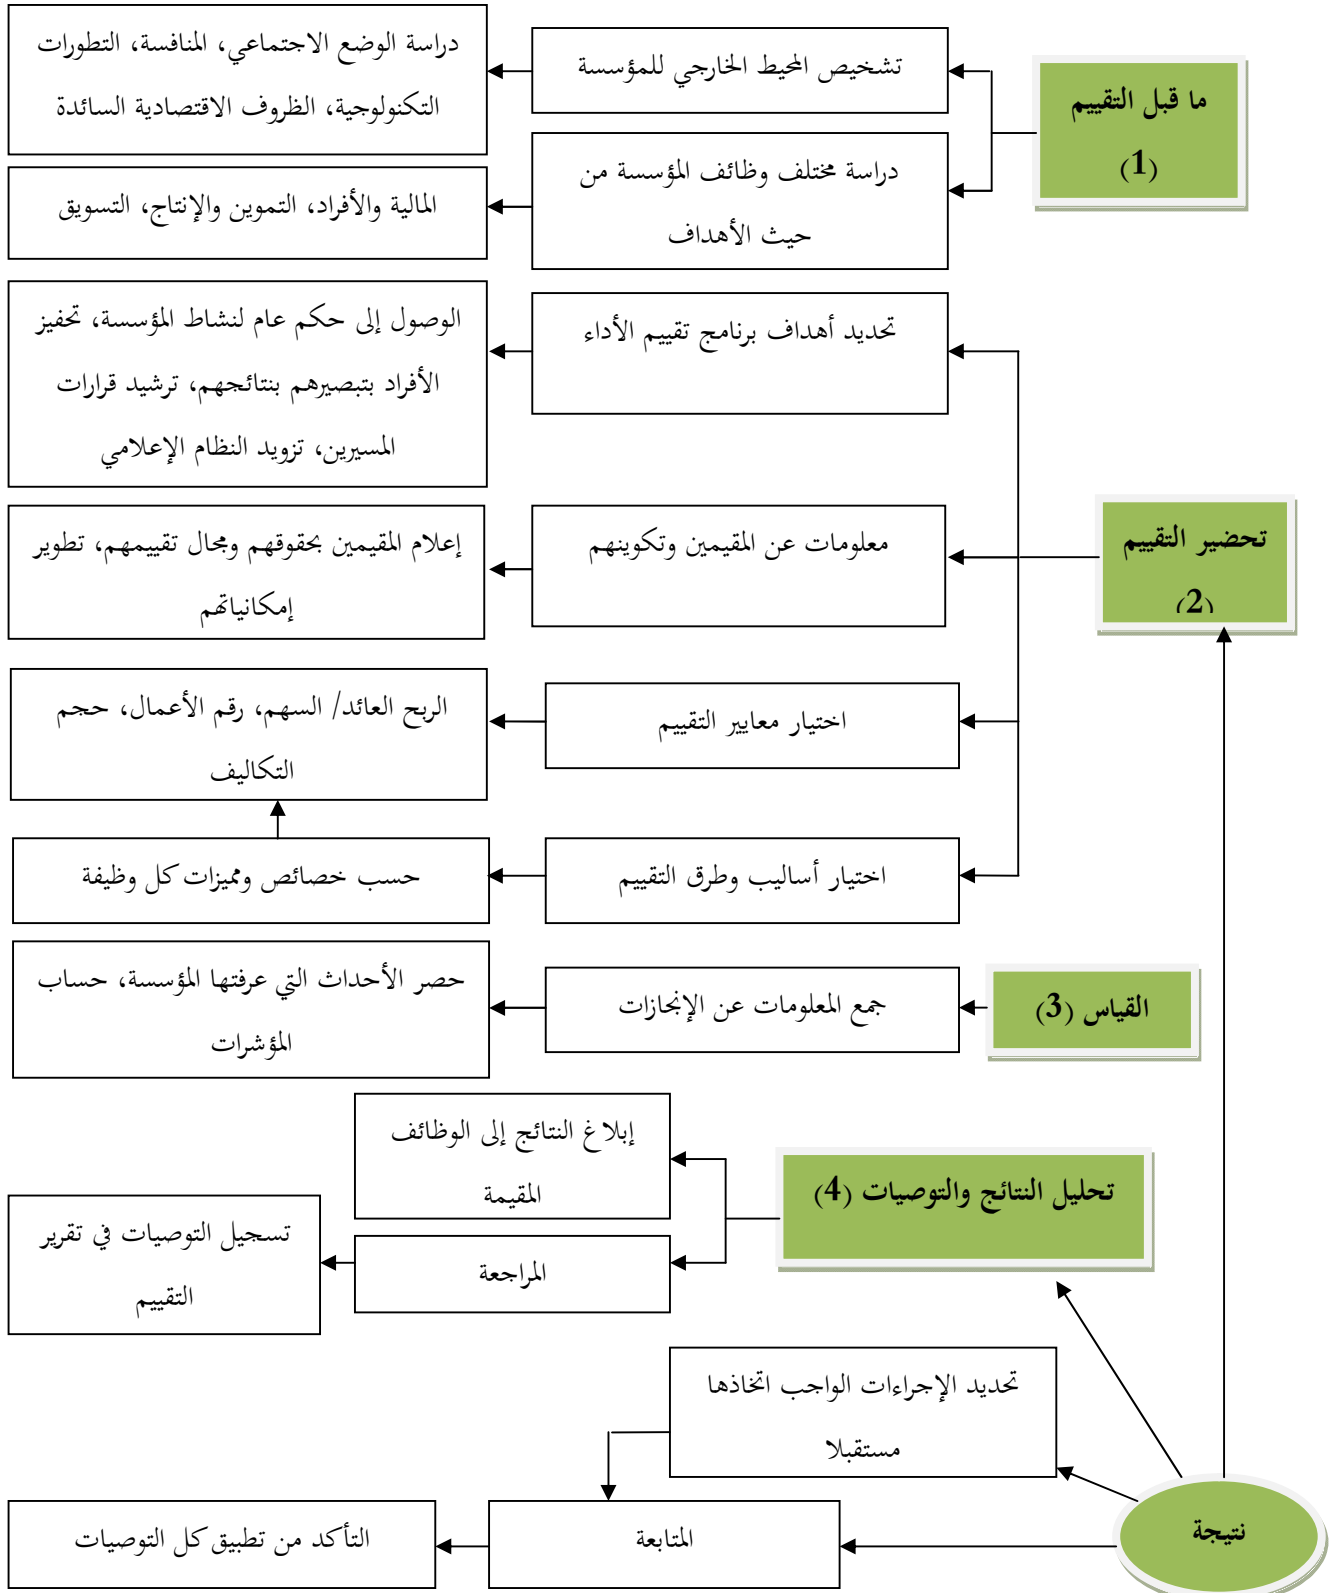 ما قبل التقييم
(1)
تشخيص المحيط الخارجي للمؤسسة
دراسة الوضع الاجتماعي، المنافسة، التطورات
التكنولوجية، الظروف الاقتصادية السائدة
دراسة مختلف وظائف المؤسسة من
حيث الأهداف
المالية والأفراد، التموين والإنتاج، التسويق
تحضير التقييم
(2)
تحديد أهداف برنامج تقييم الأداء
الوصول إلى حكم عام لنشاط المؤسسة، تحفيز
الأفراد بتبصيرهم بنتائجهم، ترشيد قرارات
المسيرين، تزويد النظام الإعلامي
معلومات عن المقيمين وتكوينهم
إعلام المقيمين بحقوقهم ومجال تقييمهم، تطوير
إمكانياتهم
اختيار معايير التقييم
الربح العائد/ السهم، رقم الأعمال، حجم
التكاليف
اختيار أساليب وطرق التقييم
حسب خصائص ومميزات كل وظيفة
القياس (3)
جمع المعلومات عن الإنجازات
حصر الأحداث التي عرفتها المؤسسة، حساب
المؤشرات
تحليل النتائج والتوصيات (4)
إبلاغ النتائج إلى الوظائف
المقيمة
المراجعة
تسجيل التوصيات في تقرير
التقييم
نتيجة
تحديد الإجراءات الواجب اتخاذها
مستقبلا
المتابعة
التأكد من تطبيق كل التوصيات